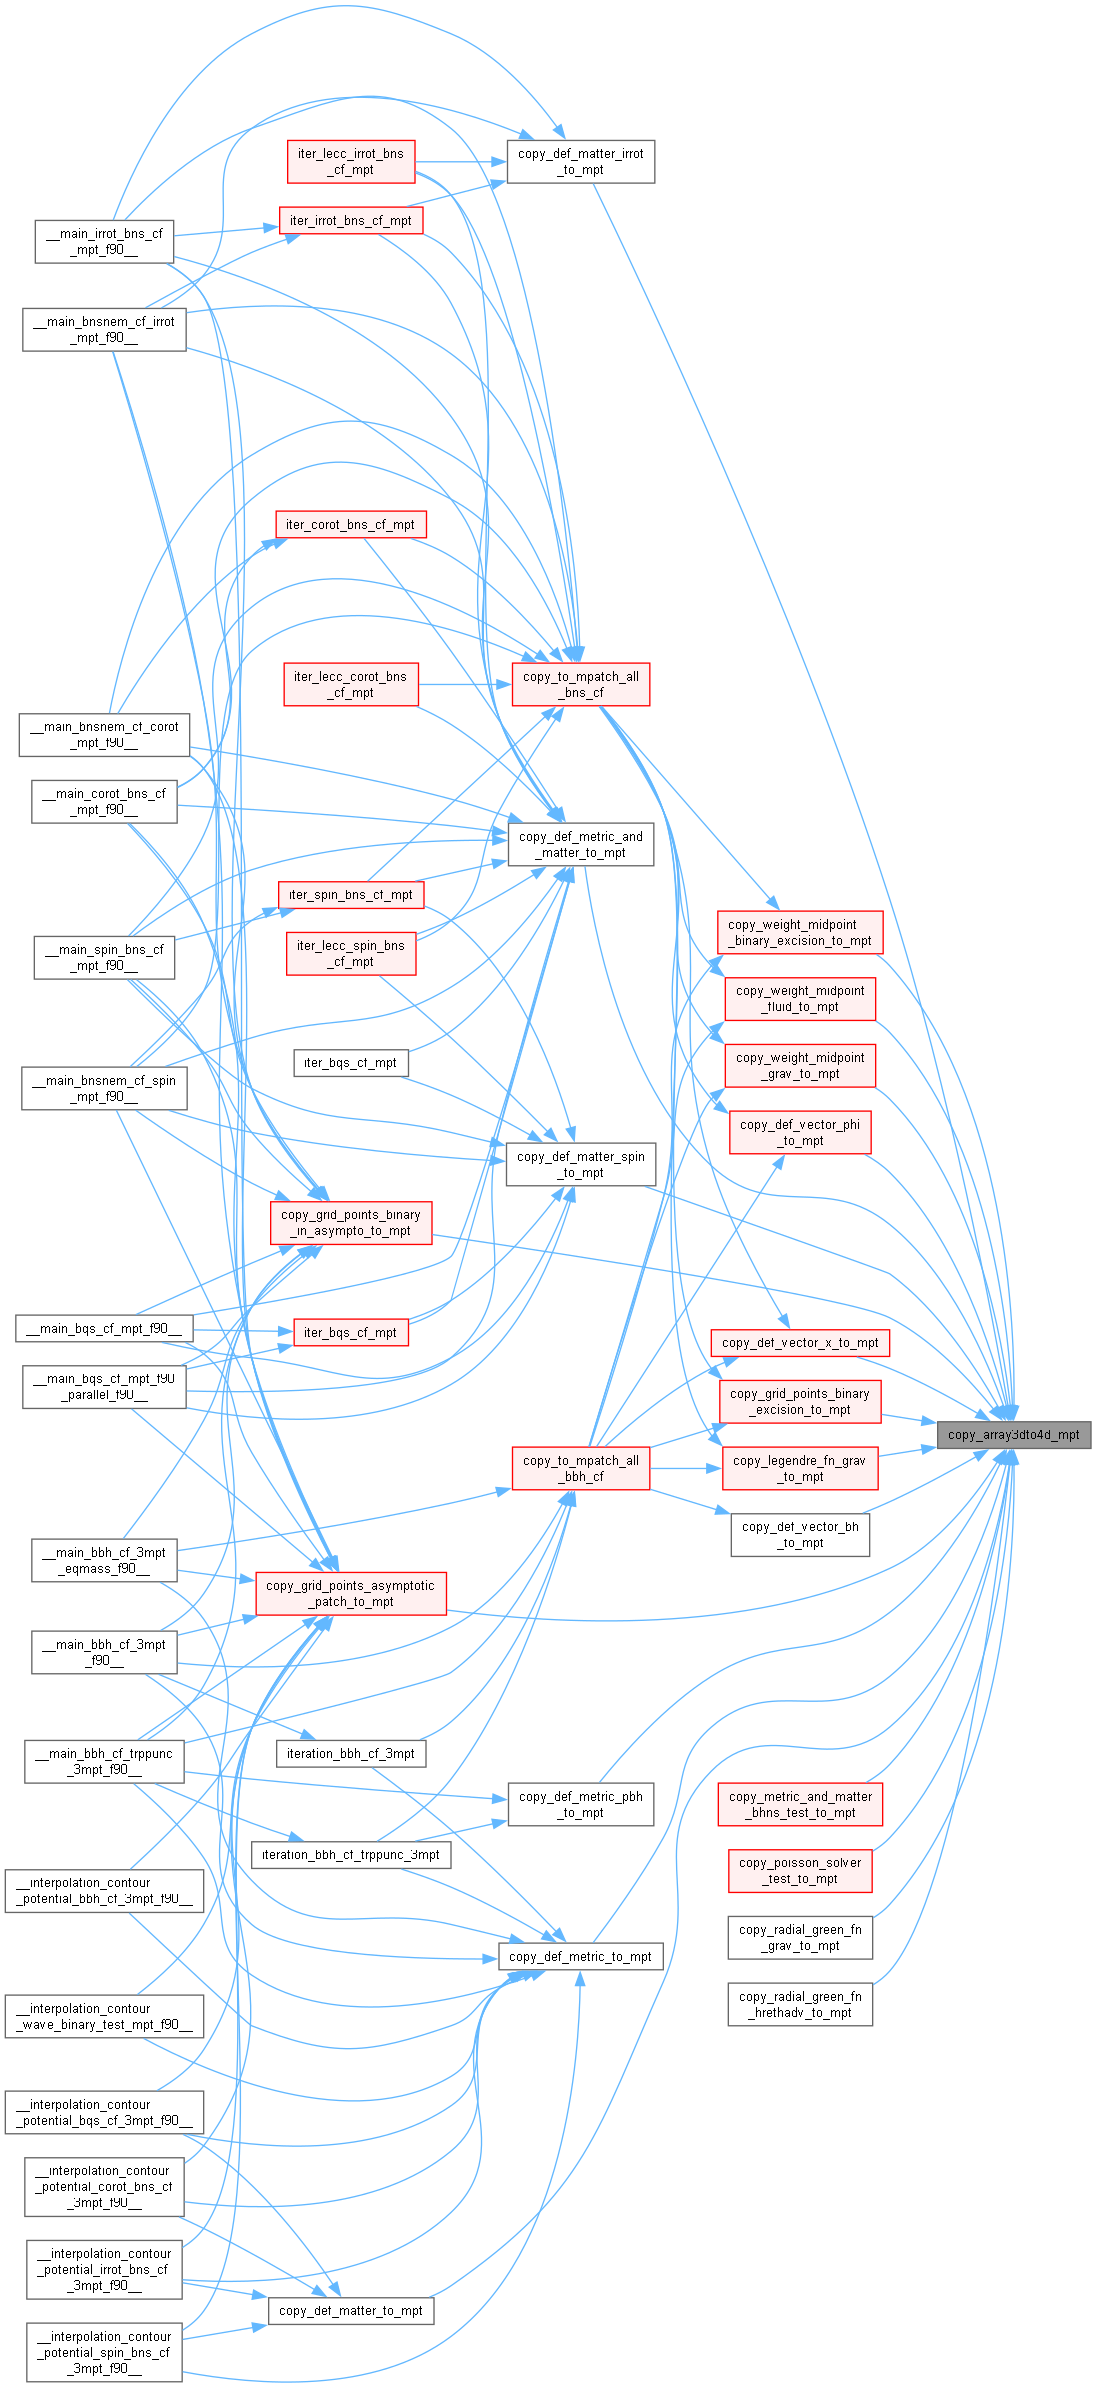 copy_def_matter_irrot
_to_mpt
iter_lecc_irrot_bns
_cf_mpt
iter_irrot_bns_cf_mpt
__main_irrot_bns_cf
_mpt_f90__
__main_bnsnem_cf_irrot
_mpt_f90__
iter_corot_bns_cf_mpt
iter_lecc_corot_bns
_cf_mpt
copy_to_mpatch_all
_bns_cf
__main_bnsnem_cf_corot
_mpt_f90__
__main_corot_bns_cf
_mpt_f90__
copy_def_metric_and
_matter_to_mpt
iter_spin_bns_cf_mpt
copy_weight_midpoint
_binary_excision_to_mpt
__main_spin_bns_cf
_mpt_f90__
iter_lecc_spin_bns
_cf_mpt
copy_weight_midpoint
_fluid_to_mpt
iter_bqs_cf_mpt
copy_weight_midpoint
_grav_to_mpt
__main_bnsnem_cf_spin
_mpt_f90__
copy_def_vector_phi
_to_mpt
copy_def_matter_spin
_to_mpt
copy_grid_points_binary
_in_asympto_to_mpt
__main_bqs_cf_mpt_f90__
iter_bqs_cf_mpt
copy_def_vector_x_to_mpt
__main_bqs_cf_mpt_f90
_parallel_f90__
copy_grid_points_binary
_excision_to_mpt
copy_array3dto4d_mpt
copy_to_mpatch_all
_bbh_cf
copy_legendre_fn_grav
_to_mpt
copy_def_vector_bh
_to_mpt
__main_bbh_cf_3mpt
_eqmass_f90__
copy_grid_points_asymptotic
_patch_to_mpt
__main_bbh_cf_3mpt
_f90__
__main_bbh_cf_trppunc
_3mpt_f90__
iteration_bbh_cf_3mpt
copy_def_metric_pbh
_to_mpt
copy_metric_and_matter
_bhns_test_to_mpt
iteration_bbh_cf_trppunc_3mpt
copy_poisson_solver
_test_to_mpt
__interpolation_contour
_potential_bbh_cf_3mpt_f90__
copy_radial_green_fn
_grav_to_mpt
copy_def_metric_to_mpt
copy_radial_green_fn
_hrethadv_to_mpt
__interpolation_contour
_wave_binary_test_mpt_f90__
__interpolation_contour
_potential_bqs_cf_3mpt_f90__
__interpolation_contour
_potential_corot_bns_cf
_3mpt_f90__
__interpolation_contour
_potential_irrot_bns_cf
_3mpt_f90__
copy_def_matter_to_mpt
__interpolation_contour
_potential_spin_bns_cf
_3mpt_f90__